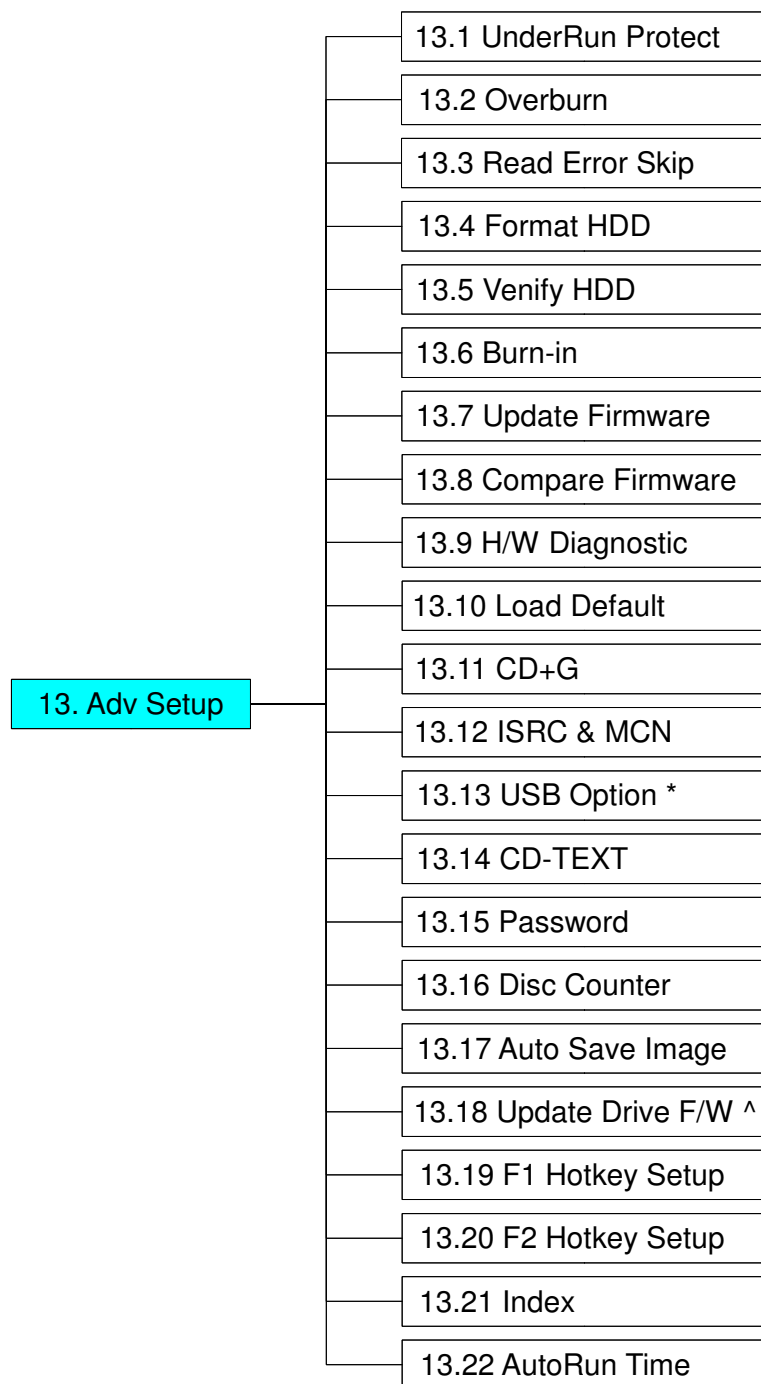 13.1 UnderRun Protect
13.2 Overburn
13.3 Read Error Skip
13.4 Format HDD
13.5 Venify HDD
13.6 Burn-in
13.7 Update Firmware
13.8 Compare Firmware
13.9 H/W Diagnostic
13.10 Load Default
13.11 CD+G
13. Adv Setup
13.12 ISRC & MCN
13.13 USB Option *
13.14 CD-TEXT
13.15 Password
13.16 Disc Counter
13.17 Auto Save Image
13.18 Update Drive F/W ^
13.19 F1 Hotkey Setup
13.20 F2 Hotkey Setup
13.21 Index
13.22 AutoRun Time